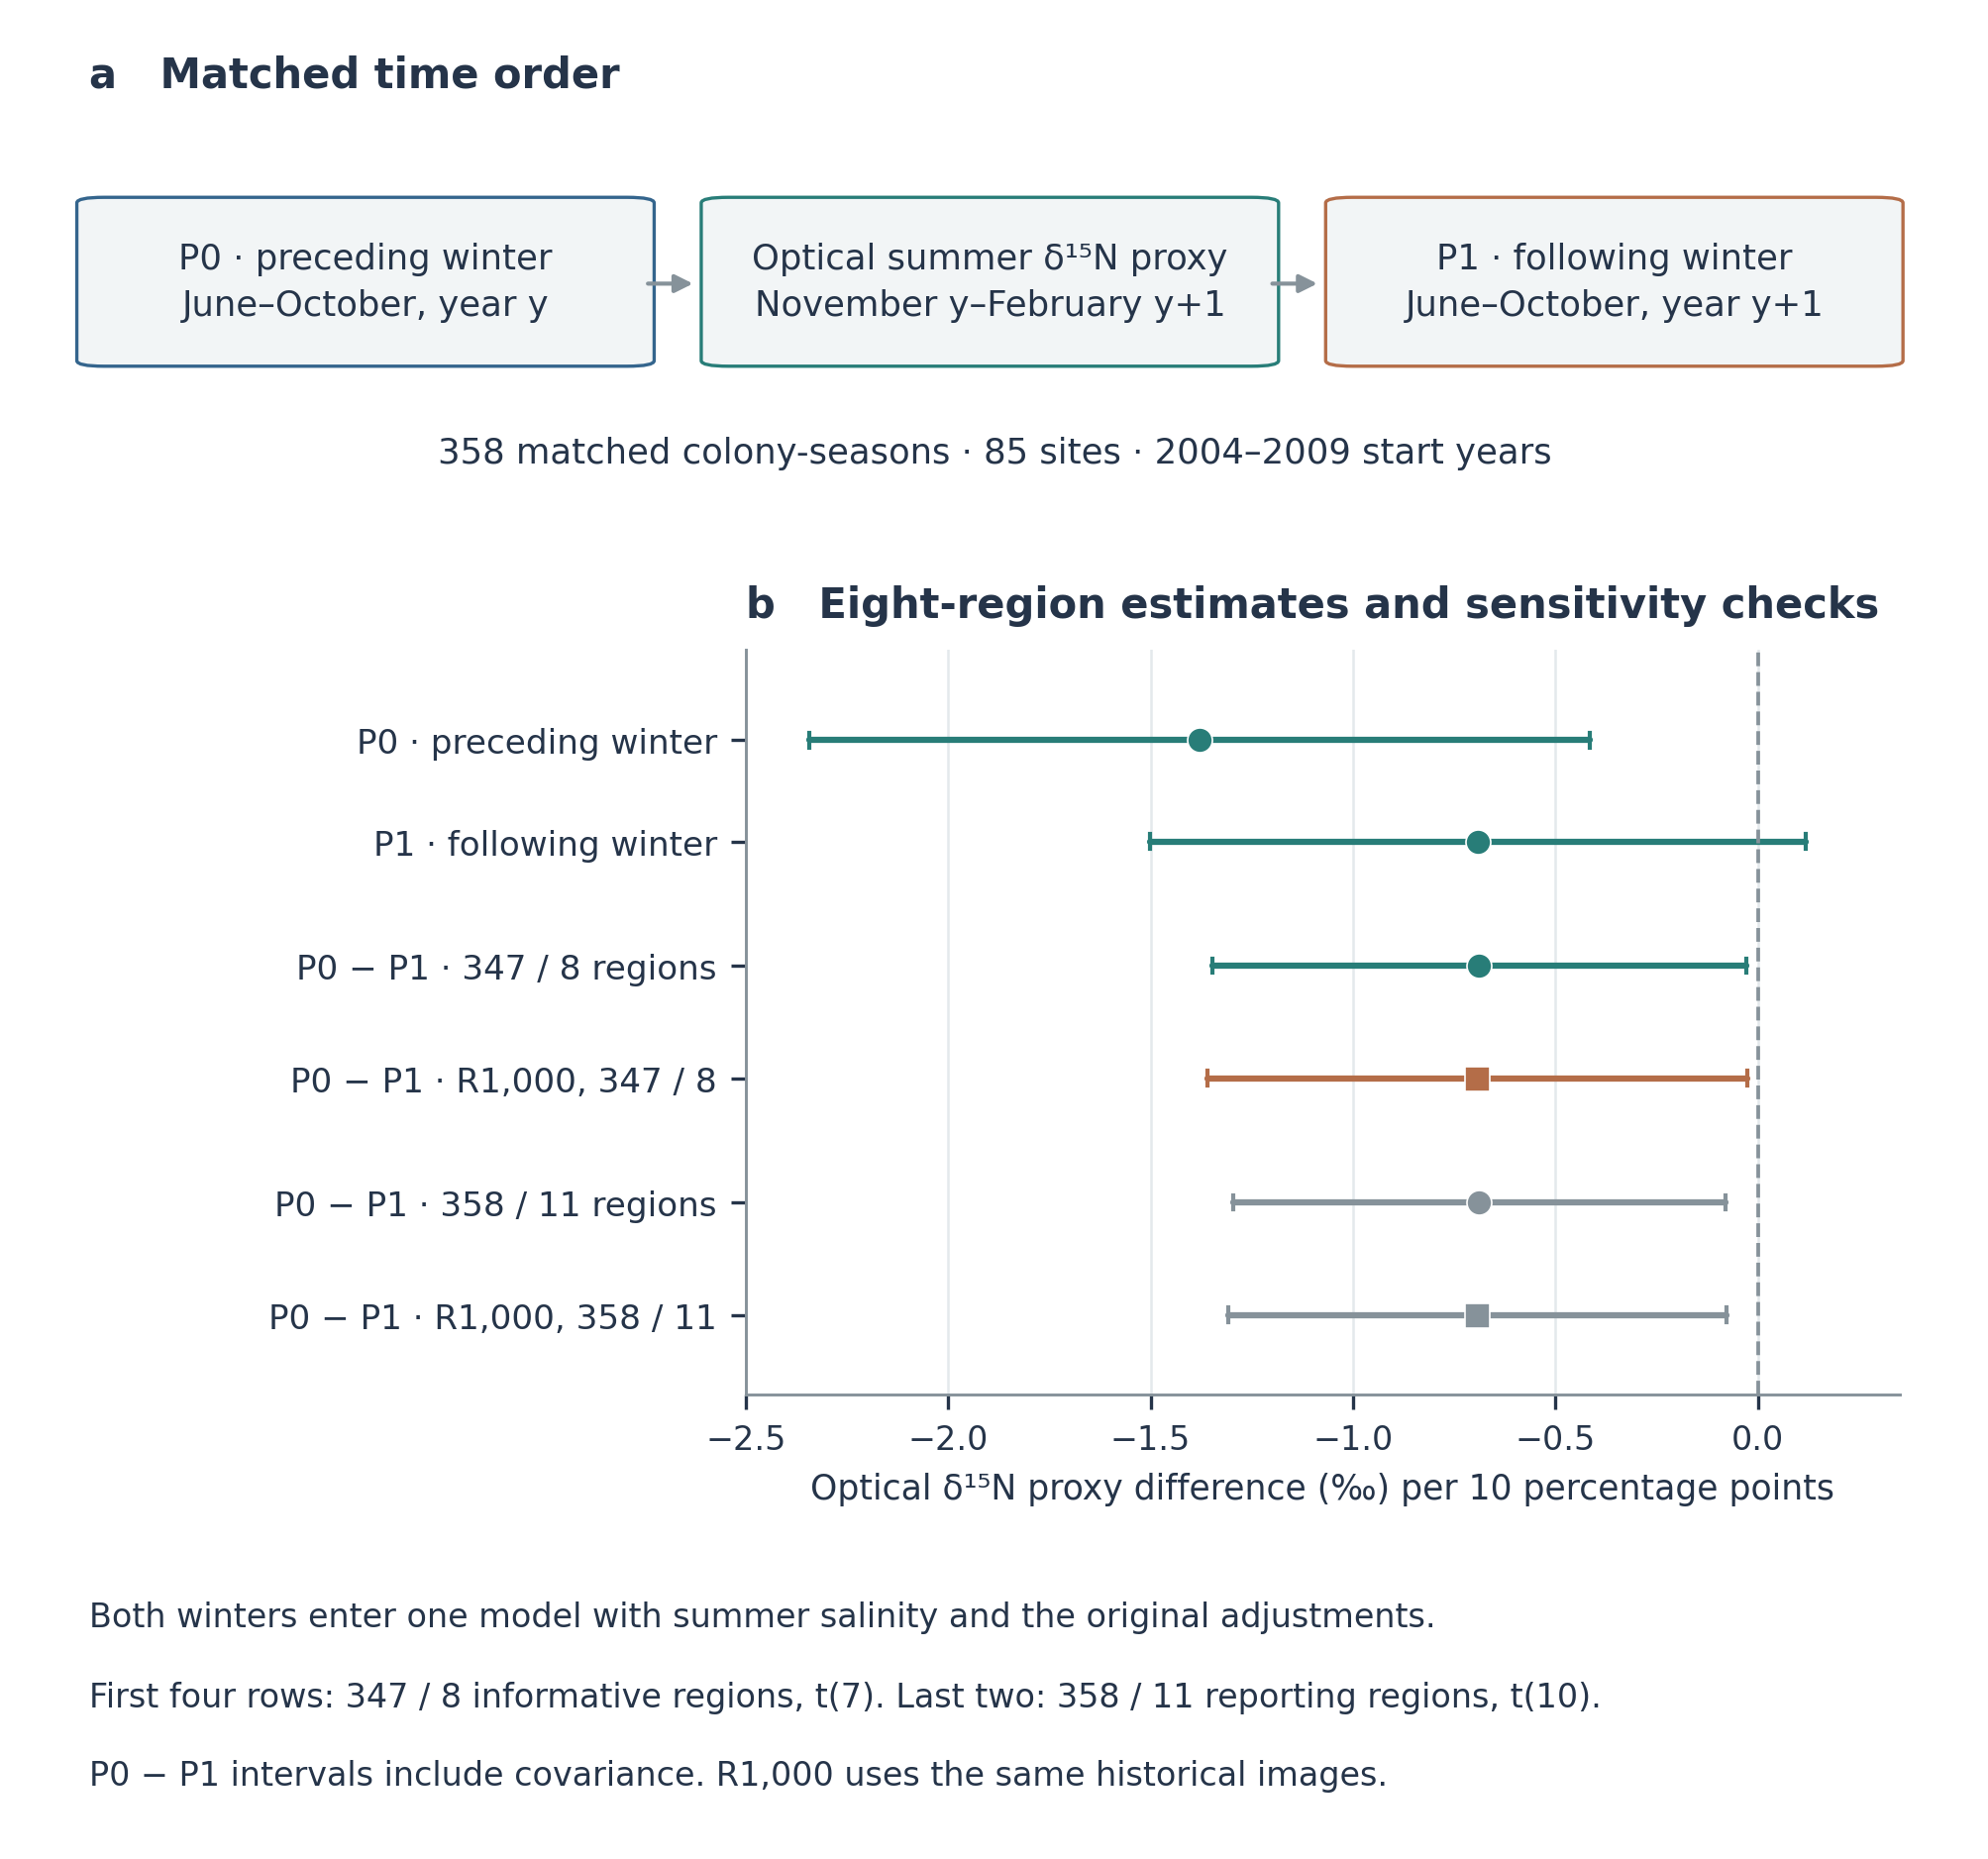 a Matched time order
P0 · preceding winter
June–October, year y
Optical summer δ¹⁵N proxy
November y–February y+1
P1 · following winter
June–October, year y+1
358 matched colony-seasons · 85 sites · 2004–2009 start years
b Eight-region estimates and sensitivity checks
P0 · preceding winter
P1 · following winter
P0 − P1 · 347 / 8 regions
P0 − P1 · R1,000, 347 / 8
P0 − P1 · 358 / 11 regions
P0 − P1 · R1,000, 358 / 11
−2.5 −2.0 −1.5 −1.0 −0.5 0.0
Optical δ¹⁵N proxy difference (‰) per 10 percentage points
Both winters enter one model with summer salinity and the original adjustments.
First four rows: 347 / 8 informative regions, t(7). Last two: 358 / 11 reporting regions, t(10).
P0 − P1 intervals include covariance. R1,000 uses the same historical images.